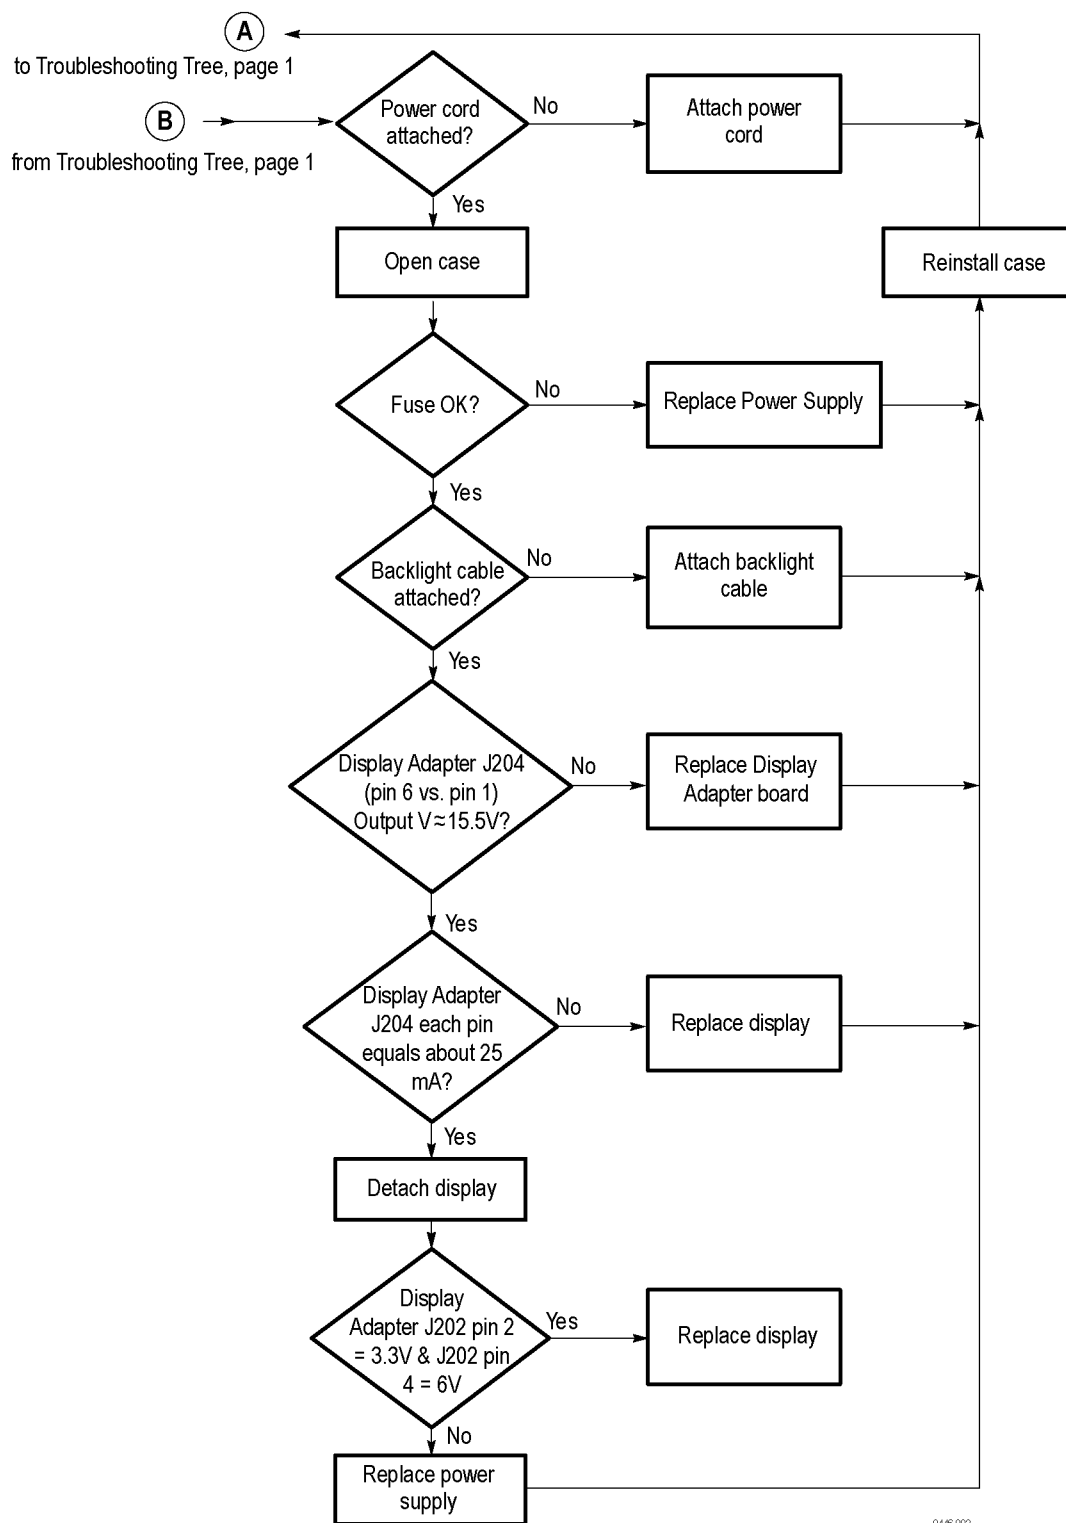 A
to Troubleshooting Tree, page 1
B
from Troubleshooting Tree, page 1
Power cord
attached?
No
Attach power
cord
Yes
Open case
Reinstall case
Fuse OK?
No
Replace Power Supply
Yes
Backlight cable
attached?
No
Attach backlight
cable
Yes
Display Adapter J204
(pin 6 vs. pin 1)
Output V≈15.5V?
No
Replace Display
Adapter board
Yes
Display Adapter
J204 each pin
equals about 25
mA?
No
Replace display
Yes
Detach display
Display
Adapter J202 pin 2
= 3.3V & J202 pin
4 = 6V
Yes
Replace display
No
Replace power
supply